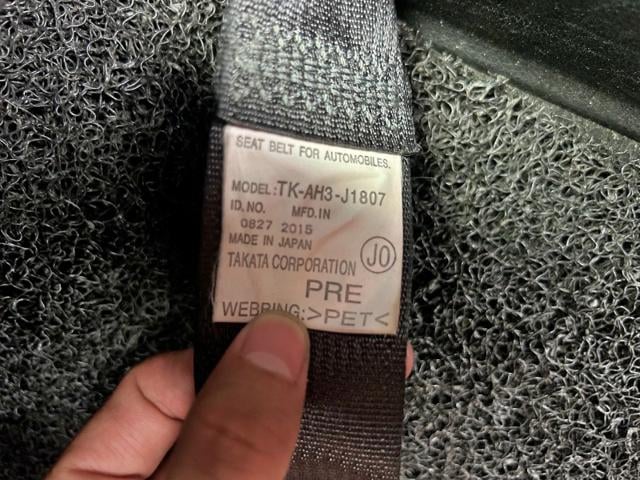 SEAT BELT FOR AUTOMOBILES.
MODEL:TK-AH3-J1807
ID.NO. MFD.IN
0827 2015
MADE IN JAPAN
TAKATA CORPORATION JO
PRE
WEBBING:>PET<